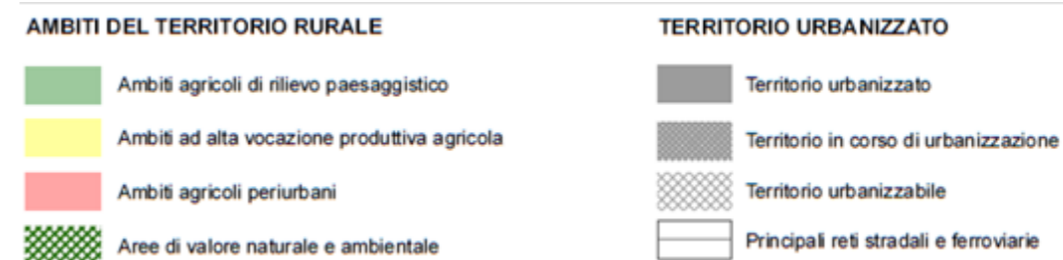 AMBITI DEL TERRITORIO RURALE
Ambiti agricoli di rilievo paesaggistico
Ambiti ad alta vocazione produttiva agricola
Ambiti agricoli periurbani
Aree di valore naturale e ambientale
TERRITORIO URBANIZZATO
Territorio urbanizzato
Territorio in corso di urbanizzazione
Territorio urbanizzabile
Principali reti stradali e ferroviarie